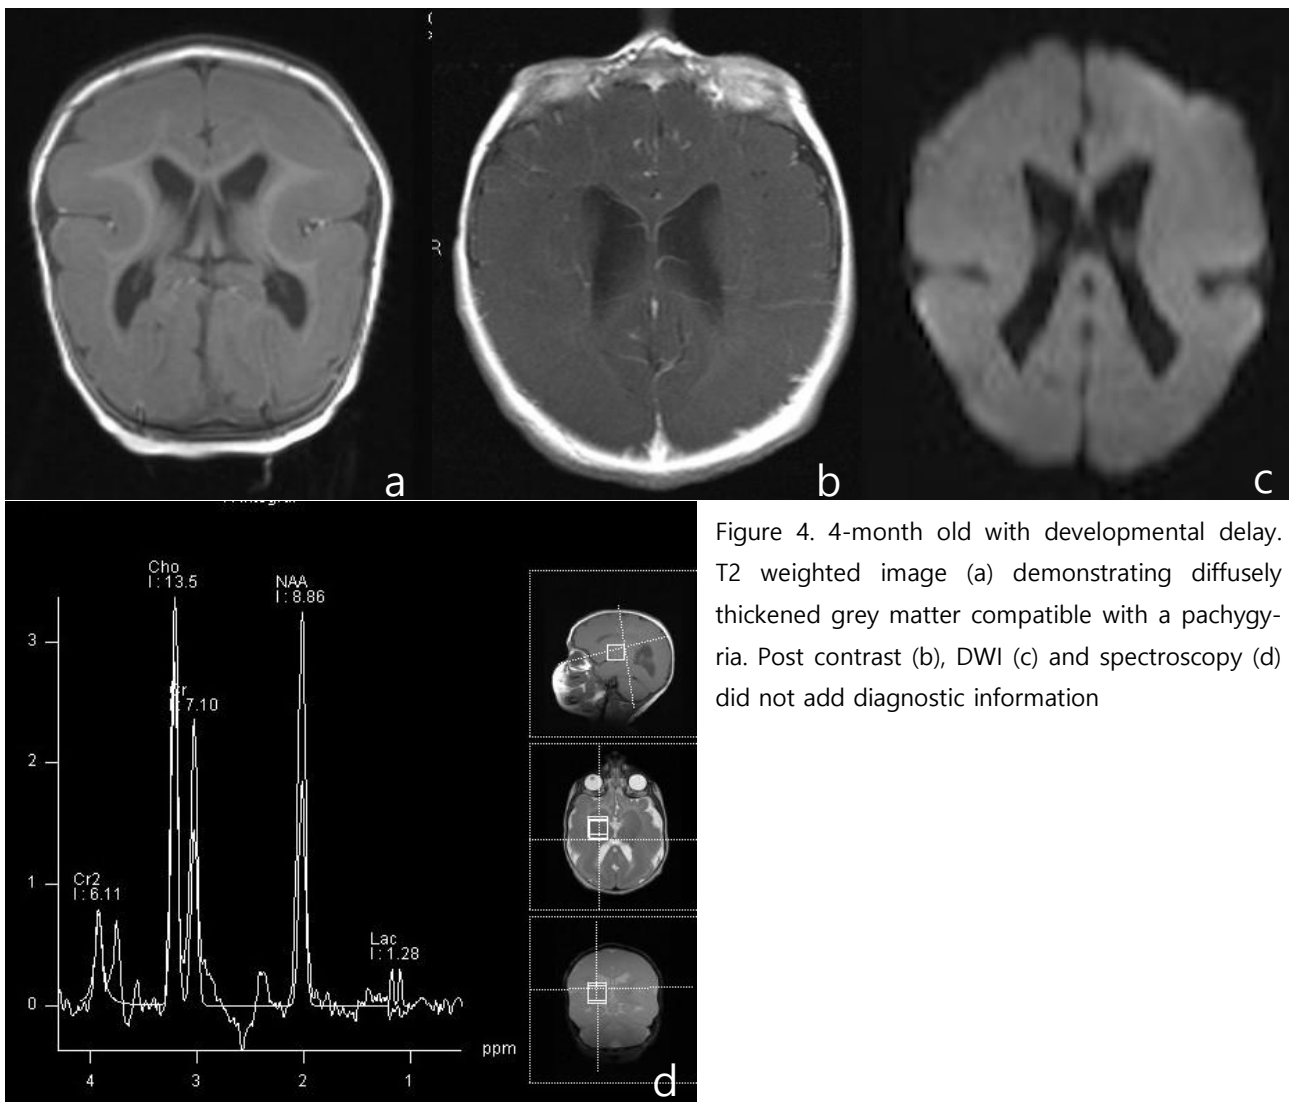 R
a
b
c
Cho
I : 13.5
NAA
I : 8.86
7.10
Cr2
I : 6.11
Lac
I : 1.28
3
2
1
0
ppm
4
3
2
1
d
Figure 4. 4-month old with developmental delay.
T2 weighted image (a) demonstrating diffusely
thickened grey matter compatible with a pachygy-
ria. Post contrast (b), DWI (c) and spectroscopy (d)
did not add diagnostic information